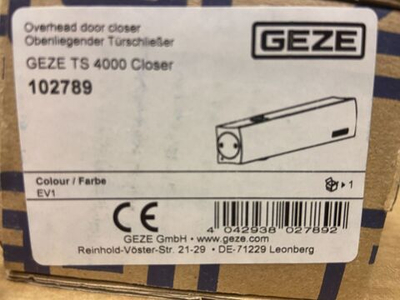 Overhead door closer
Obenliegender Türschließer
GEZE
GEZE TS 4000 Closer
102789
Colour / Farbe
EV1
1
CE
4 042938 027892
GEZE GmbH • www.geze.com
Reinhold-Vöster-Str. 21-29 • DE-71229 Leonberg